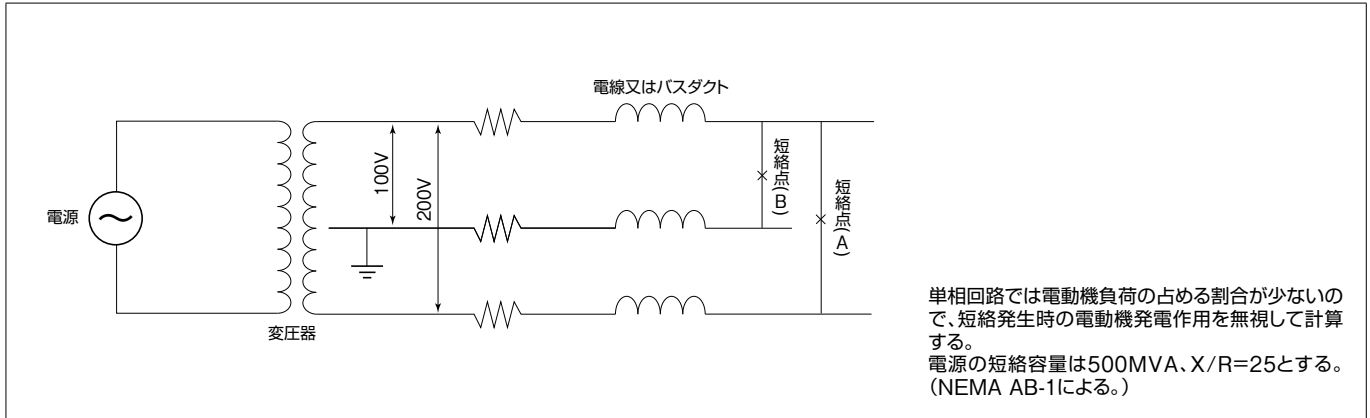 電線又はバスダクト
100V
200V
短絡点(B)
短絡点(A)
電源
変圧器
単相回路では電動機負荷の占める割合が少ないの
で、短絡発生時の電動機発電作用を無視して計算
する。
電源の短絡容量は500MVA、X/R=25とする。
(NEMA AB-1による。)